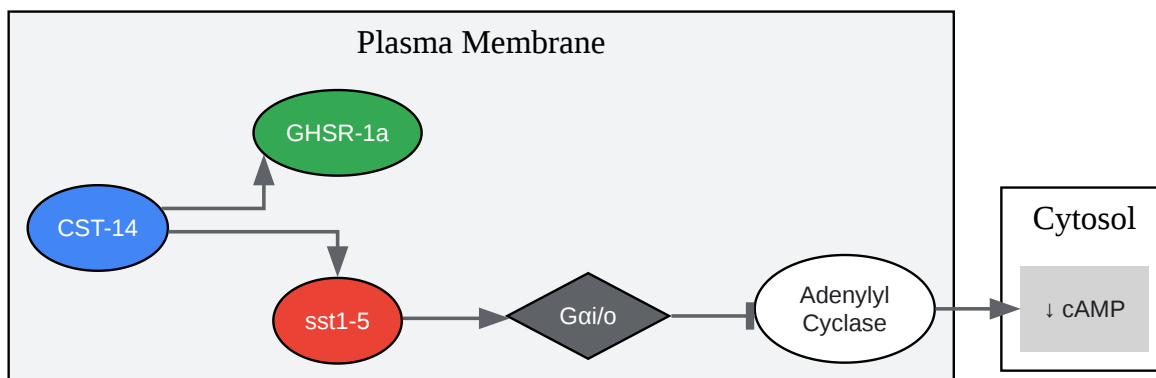 Plasma Membrane
GHSR-1a
CST-14
Cytosol
sst1-5
Gαi/o
Adenylyl
Cyclase
↓ cAMP